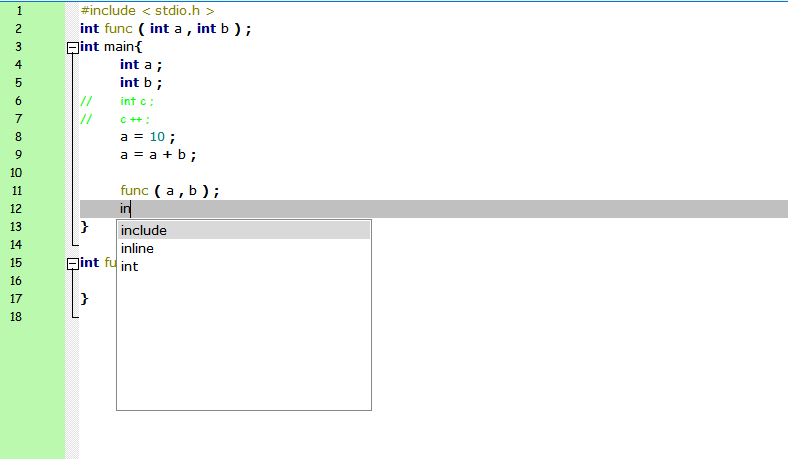 1 #include < stdio.h >
2 int func ( int a , int b ) ;
3 int main{
4 int a ;
5 int b ;
6 // int c ;
7 // c ++ ;
8 a = 10 ;
9 a = a + b ;
10
11 func ( a , b ) ;
12 in
13 }
include
14
inline
15 int fu
int
16
17 }
18